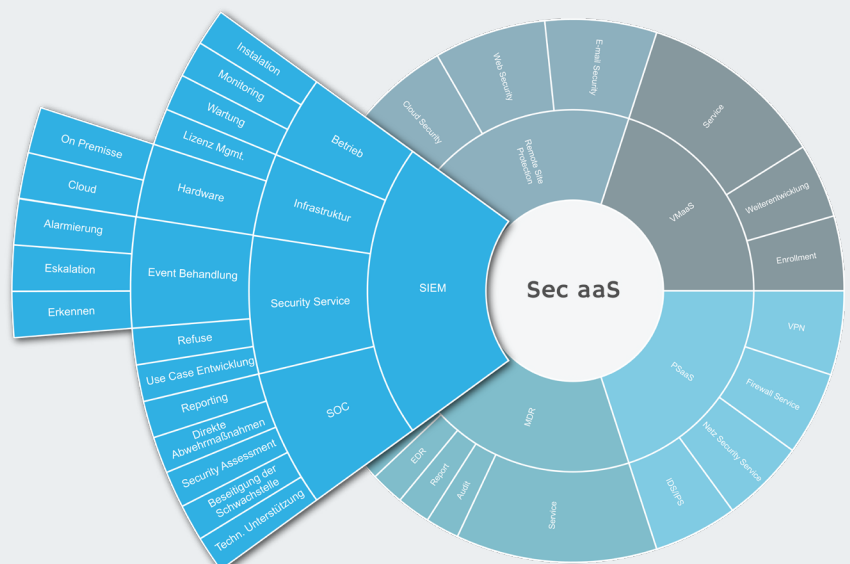 Instalation
Monitoring
Wartung
Lizenz Mgmt.
Betrieb
On Premisse
Cloud
Hardware
Infrastruktur
Alarmierung
Eskalation
Erkennen
Event Behandlung
Security Service
SIEM
Refuse
Use Case Entwicklung
Reporting
Direkte
Abwehrmaßnahmen
Security Assessment
Beseitigung der
Schwachstelle
Techn. Unterstützung
SOC
Cloud Security
Web Security
E-mail Security
Remote Site
Protection
Service
Weiterentwicklung
Enrollment
VMaaS
Sec aaS
VPN
Firewall Service
Netz Security Service
IDS/IPS
PSaaS
MDR
EDR
Report
Audit
Service